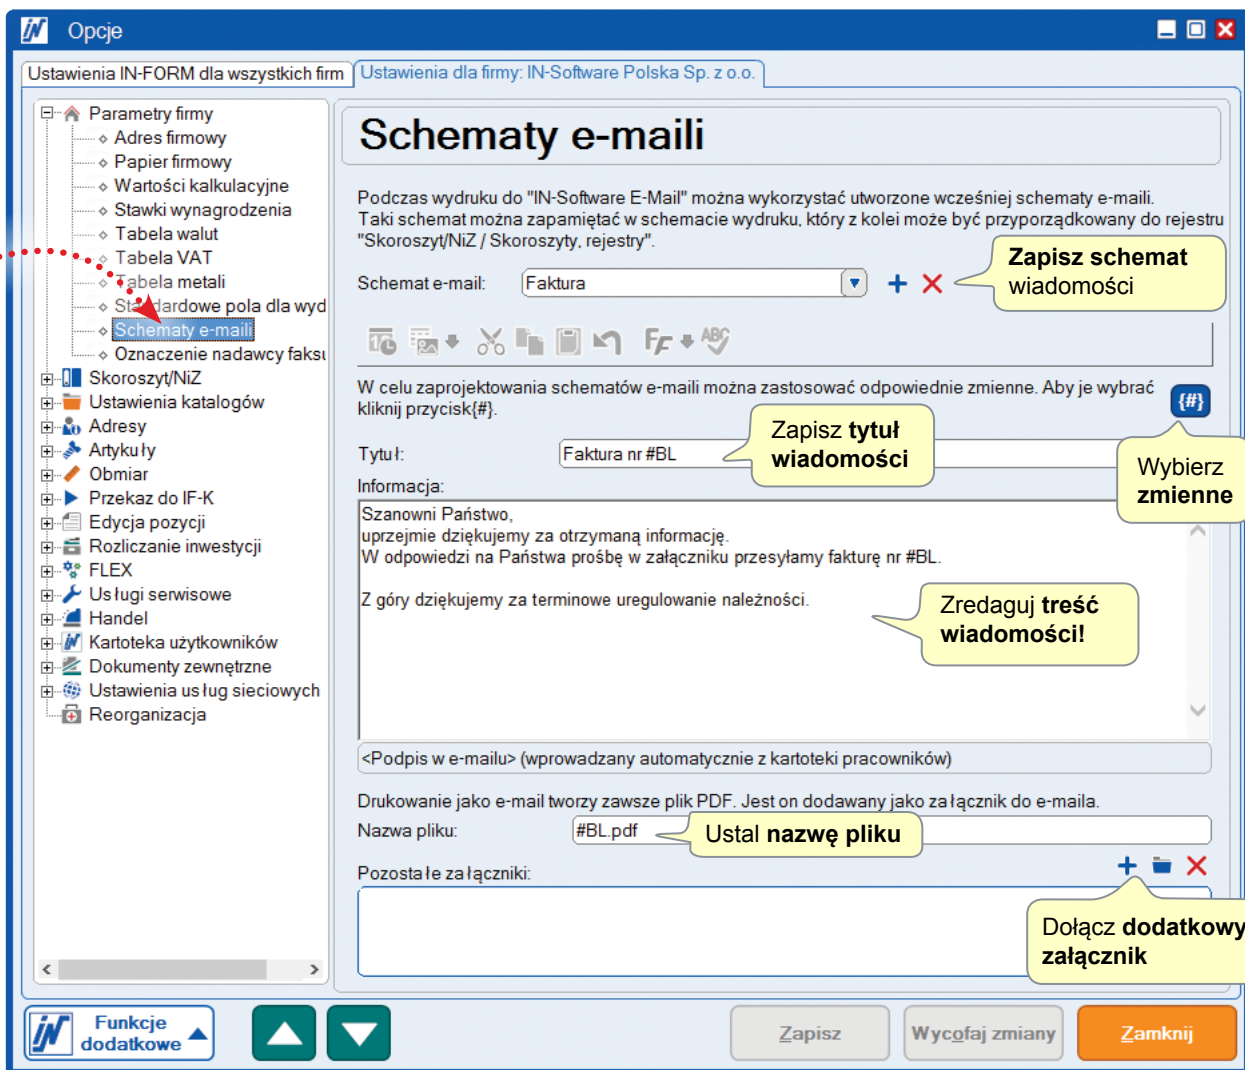 Opcje
Ustawienia IN-FORM dla wszystkich firm
Ustawienia dla firmy: IN-Software Polska Sp. z o.o.
Parametry firmy
Adres firmowy
Papier firmowy
Wartości kalkulacyjne
Stawki wynagrodzenia
Tabela walut
Tabela VAT
Tabela metali
Standardowe pola dla wyd
Schematy e-maili
Oznaczenie nadawcy faksu
Skoroszyt/NiZ
Ustawienia katalogów
Adresy
Artykuły
Obmiar
Przekaz do IF-K
Edycja pozycji
Rozliczanie inwestycji
FLEX
Usługi serwisowe
Handel
Kartoteka użytkowników
Dokumenty zewnętrzne
Ustawienia usług sieciowych
Reorganizacja
Schematy e-maili
Podczas wydruku do "IN-Software E-Mail" można wykorzystać utworzone wcześniej schematy e-maili.
Taki schemat można zapamiętać w schemacie wydruku, który z kolei może być przyporządkowany do rejestru
"Skoroszyt/NiZ / Skoroszyty, rejestry".
Schemat e-mail:
Faktura
Zapisz schemat
wiadomości
W celu zaprojektowania schematów e-maili można zastosować odpowiednie zmienne. Aby je wybrać
kliknij przycisk{#}.
{#}
Tytuł:
Faktura nr #BL
Zapisz tytuł
wiadomości
Wybierz
zmienne
Informacja:
Szanowni Państwo,
uprzejmie dziękujemy za otrzymaną informację.
W odpowiedzi na Państwa prośbę w załączniku przesyłamy fakturę nr #BL.
Z góry dziękujemy za terminowe uregulowanie należności.
Zredaguj treść
wiadomości!
<Podpis w e-mailu> (wprowadzany automatycznie z kartoteki pracowników)
Drukowanie jako e-mail tworzy zawsze plik PDF. Jest on dodawany jako załącznik do e-maila.
Nazwa pliku:
#BL.pdf
Ustal nazwę pliku
Pozostałe załączniki:
Dołącz dodatkowy
załącznik
Funkcje
dodatkowe
Zapisz
Wycofaj zmiany
Zamknij